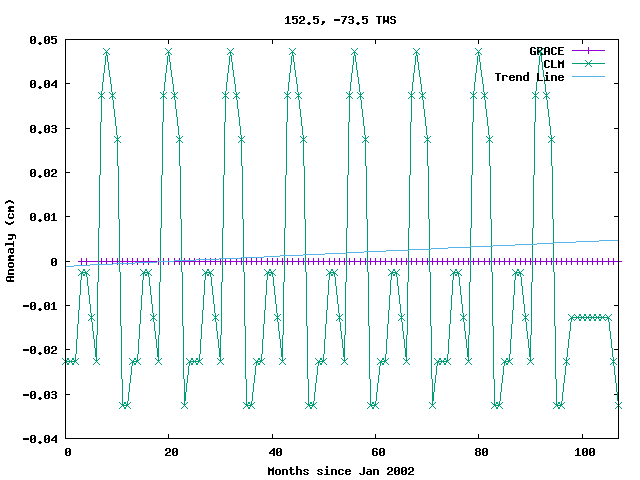 152.5, -73.5 TWS
GRACE
CLM
Trend Line
0.05
0.04
0.03
0.02
0.01
0
-0.01
-0.02
-0.03
-0.04
Anomaly (cm)
0 20 40 60 80 100
Months since Jan 2002